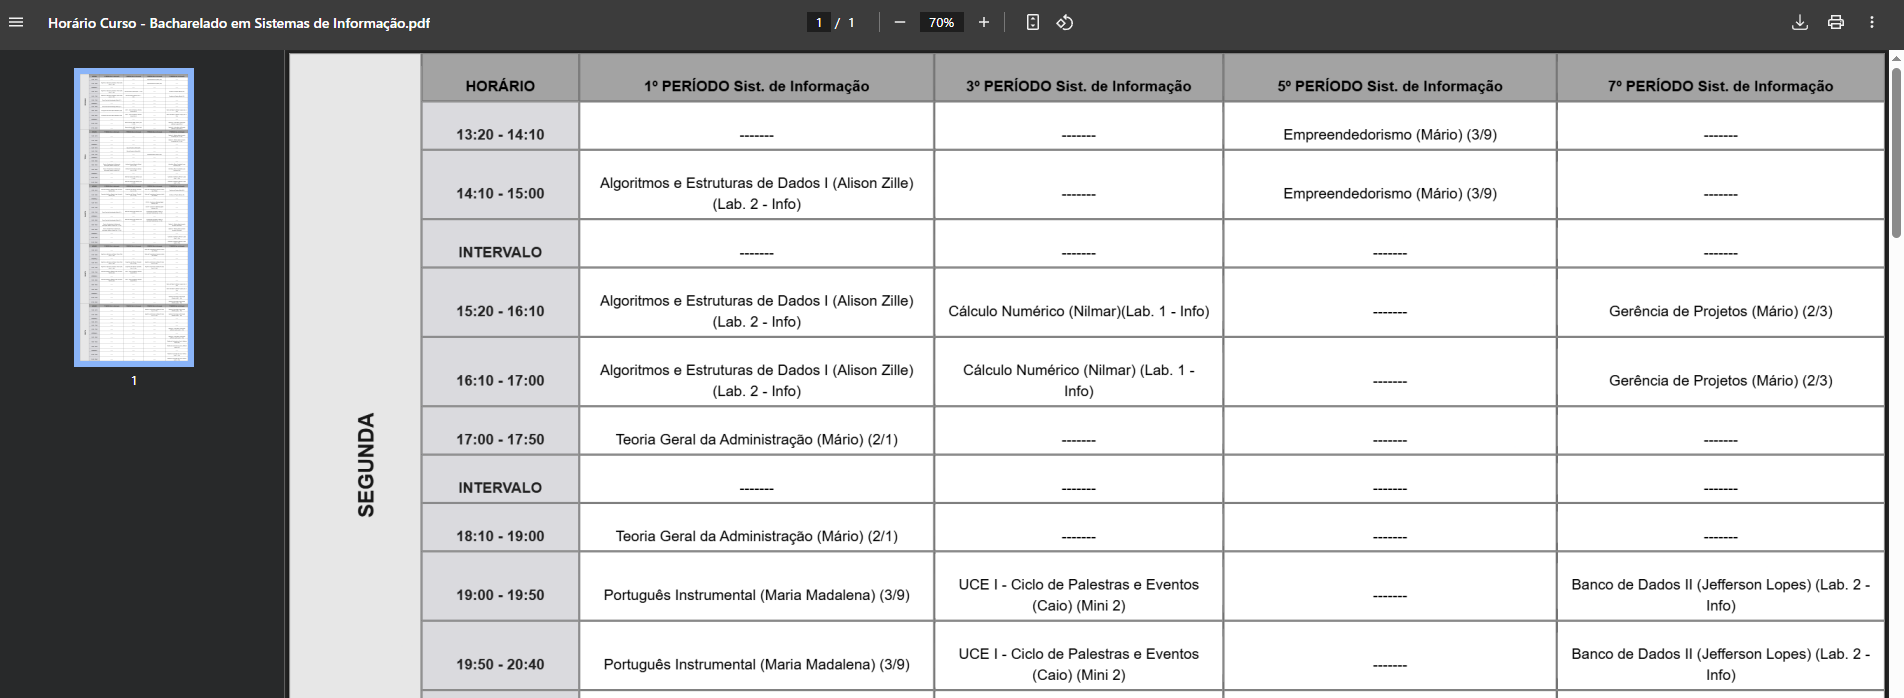 Horário Curso - Bacharelado em Sistemas de Informação.pdf
1 / 1
70%
1
SEGUNDA
HORÁRIO
1º PERÍODO Sist. de Informação
3º PERÍODO Sist. de Informação
5º PERÍODO Sist. de Informação
7º PERÍODO Sist. de Informação
13:20 - 14:10
-------
-------
Empreendedorismo (Mário) (3/9)
-------
14:10 - 15:00
Algoritmos e Estruturas de Dados I (Alison Zille)
(Lab. 2 - Info)
-------
Empreendedorismo (Mário) (3/9)
-------
INTERVALO
-------
-------
-------
-------
15:20 - 16:10
Algoritmos e Estruturas de Dados I (Alison Zille)
(Lab. 2 - Info)
Cálculo Numérico (Nilmar)(Lab. 1 - Info)
-------
Gerência de Projetos (Mário) (2/3)
16:10 - 17:00
Algoritmos e Estruturas de Dados I (Alison Zille)
(Lab. 2 - Info)
Cálculo Numérico (Nilmar) (Lab. 1 -
Info)
-------
Gerência de Projetos (Mário) (2/3)
17:00 - 17:50
Teoria Geral da Administração (Mário) (2/1)
-------
-------
-------
INTERVALO
-------
-------
-------
-------
18:10 - 19:00
Teoria Geral da Administração (Mário) (2/1)
-------
-------
-------
19:00 - 19:50
Português Instrumental (Maria Madalena) (3/9)
UCE I - Ciclo de Palestras e Eventos
(Caio) (Mini 2)
-------
Banco de Dados II (Jefferson Lopes) (Lab. 2 -
Info)
19:50 - 20:40
Português Instrumental (Maria Madalena) (3/9)
UCE I - Ciclo de Palestras e Eventos
(Caio) (Mini 2)
-------
Banco de Dados II (Jefferson Lopes) (Lab. 2 -
Info)